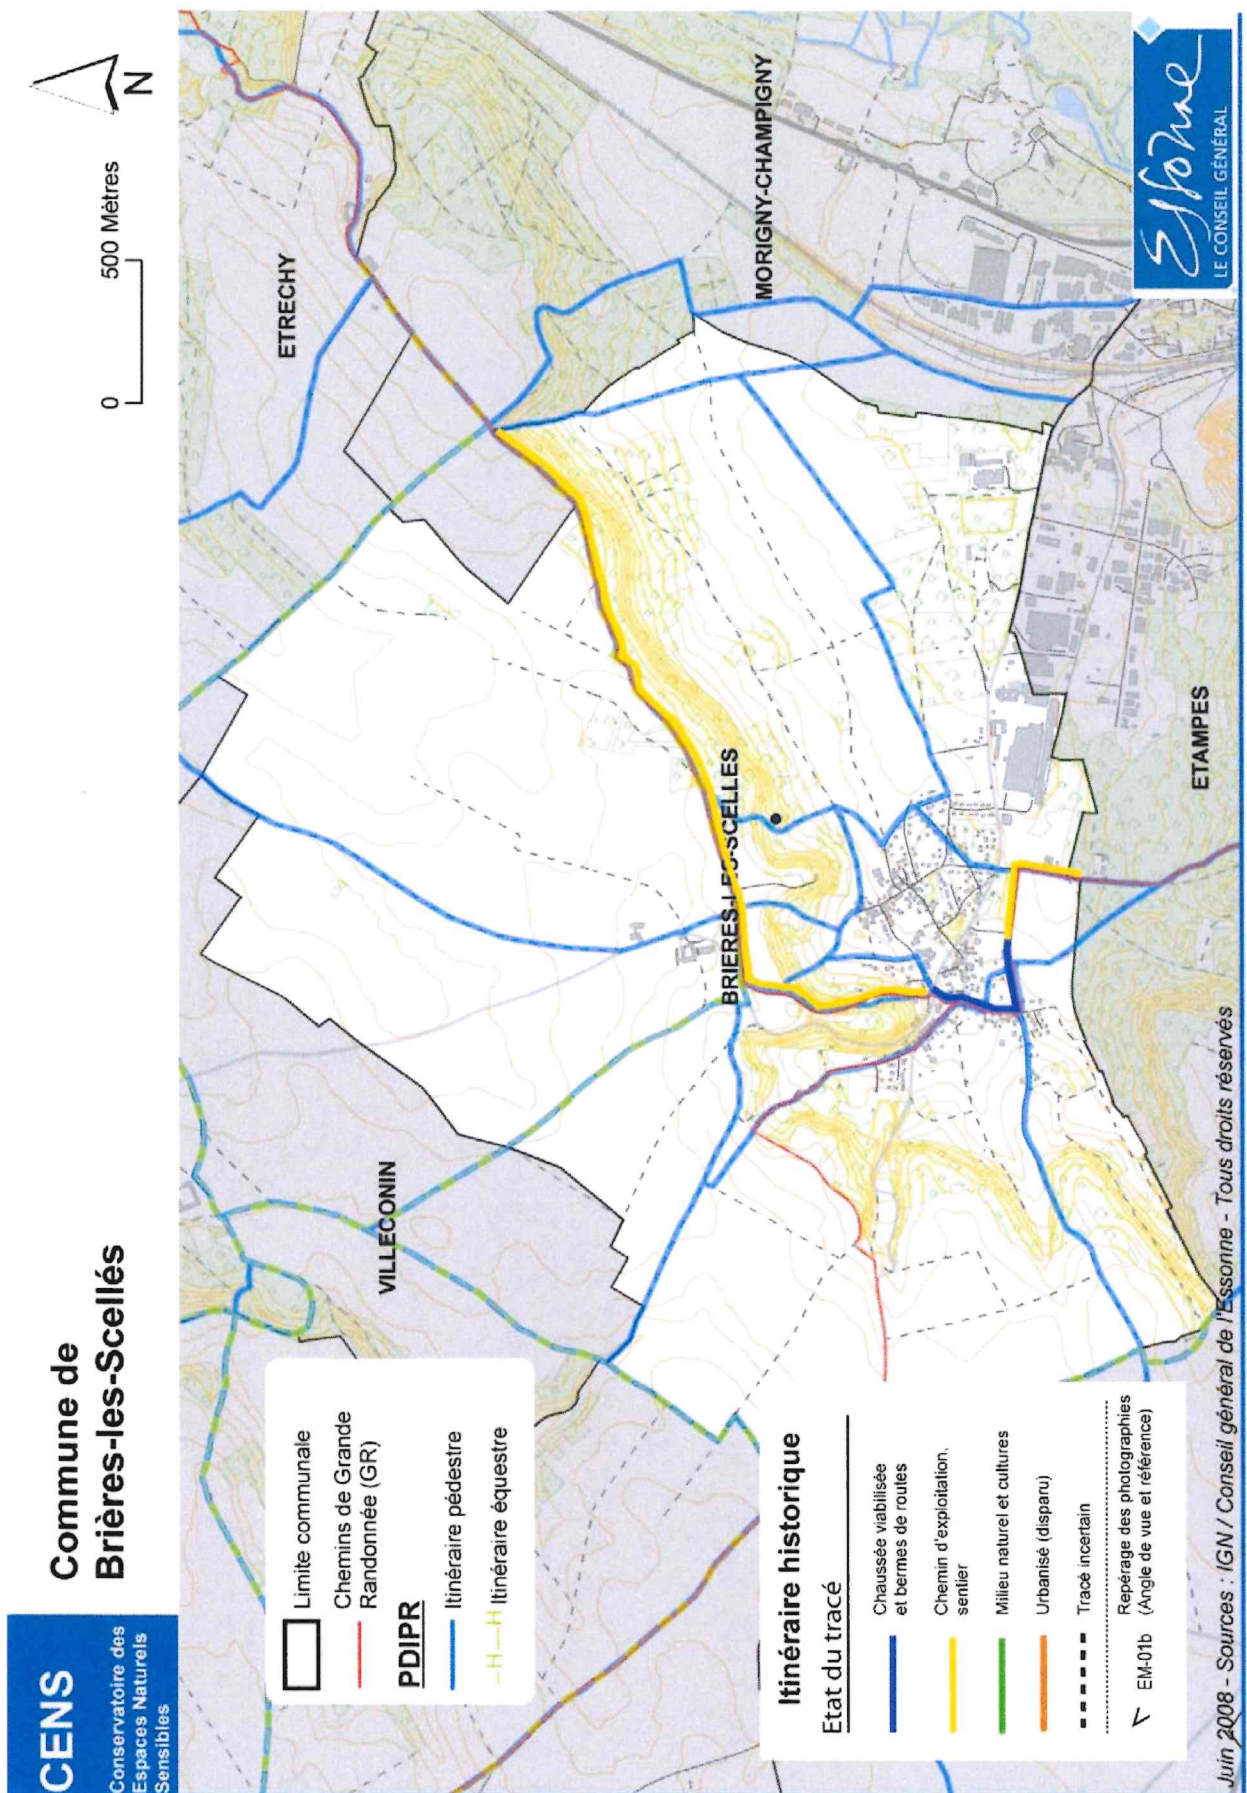 CENS
Conservatoire des
Espaces Naturels
Sensibles
Commune de
Brières-les-Scellés
0 500 Mètres
N
Limite communale
Chemins de Grande
Randonnée (GR)
PDIPR
Itinéraire pédestre
–H—H Itinéraire équestre
VILLECONIN
ETRECHY
BRIERES-LES-SCELLES
MORIGNY-CHAMPIGNY
ETAMPES
Itinéraire historique
Etat du tracé
Chaussée viabilisée
et bermes de routes
Chemin d'exploitation,
sentier
Milieu naturel et cultures
Urbanisé (disparu)
Tracé incertain
Repérage des photographies
EM-01b (Angle de vue et référence)
Essonne
LE CONSEIL GÉNÉRAL
Juin 2008 - Sources : IGN / Conseil général de l'Essonne - Tous droits réservés